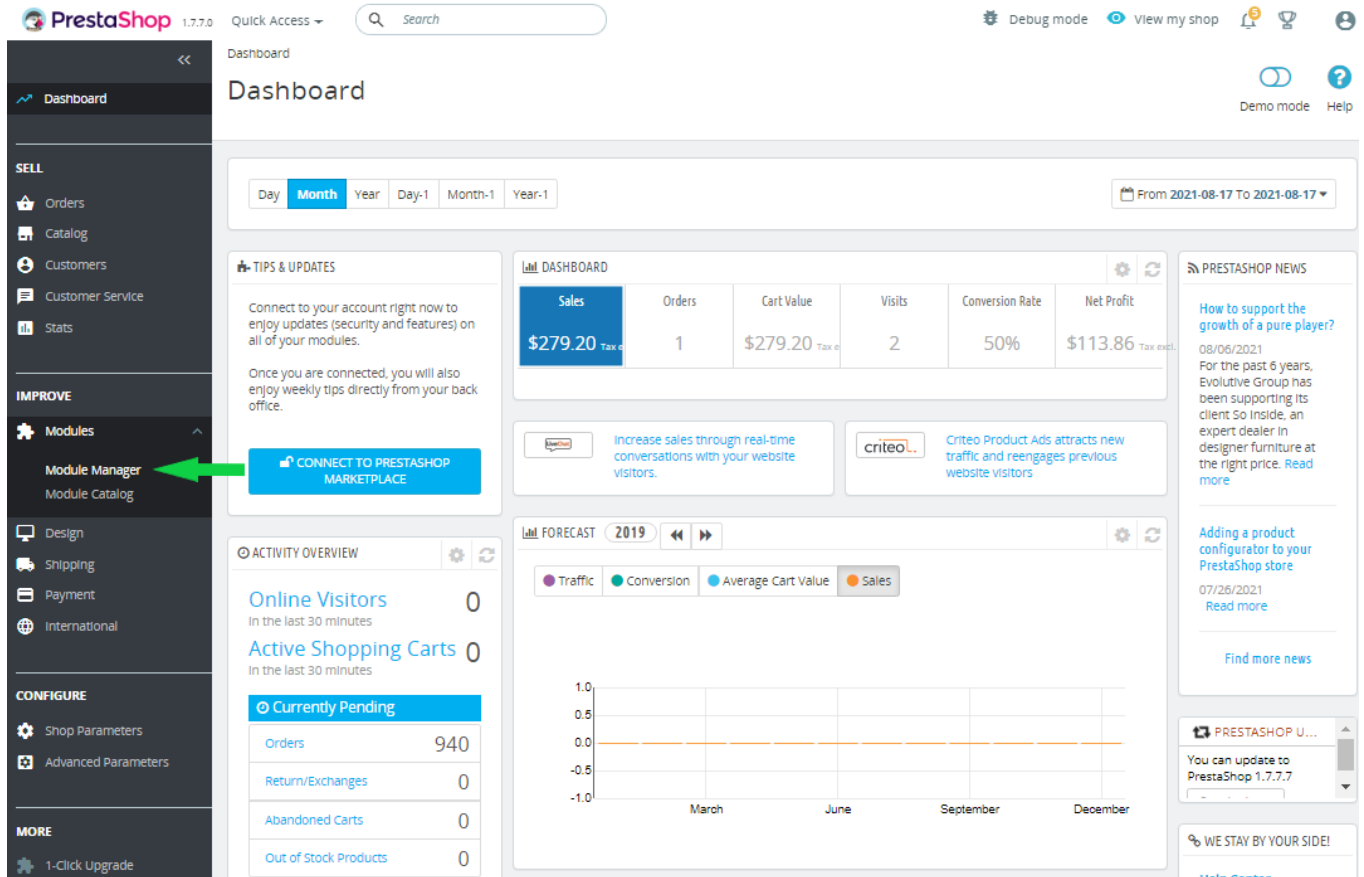 PrestaShop 1.7.7.0
Quick Access
Search
Debug mode
View my shop
5
Dashboard
SELL
Orders
Catalog
Customers
Customer Service
Stats
IMPROVE
Modules
Module Manager
Module Catalog
Design
Shipping
Payment
International
CONFIGURE
Shop Parameters
Advanced Parameters
MORE
1-Click Upgrade
Dashboard
Dashboard
Demo mode
Help
Day Month Year Day-1 Month-1 Year-1
From 2021-08-17 To 2021-08-17
TIPS & UPDATES
Connect to your account right now to
enjoy updates (security and features) on
all of your modules.
Once you are connected, you will also
enjoy weekly tips directly from your back
office.
CONNECT TO PRESTASHOP
MARKETPLACE
ACTIVITY OVERVIEW
Online Visitors 0
In the last 30 minutes
Active Shopping Carts 0
In the last 30 minutes
Currently Pending
Orders 940
Return/Exchanges 0
Abandoned Carts 0
Out of Stock Products 0
DASHBOARD
Sales Orders Cart Value Visits Conversion Rate Net Profit
$279.20 Tax e 1 $279.20 Tax e 2 50% $113.86 Tax excl.
LiveChat
Increase sales through real-time
conversations with your website
visitors.
criteo.
Criteo Product Ads attracts new
traffic and reengages previous
website visitors
FORECAST 2019
Traffic Conversion Average Cart Value Sales
1.0
0.5
0.0
-0.5
-1.0
March June September December
PRESTASHOP NEWS
How to support the
growth of a pure player?
08/06/2021
For the past 6 years,
Evolutive Group has
been supporting its
client So Inside, an
expert dealer in
designer furniture at
the right price. Read
more
Adding a product
configurator to your
PrestaShop store
07/26/2021
Read more
Find more news
PRESTASHOP U...
You can update to
PrestaShop 1.7.7.7
WE STAY BY YOUR SIDE!
Help Center